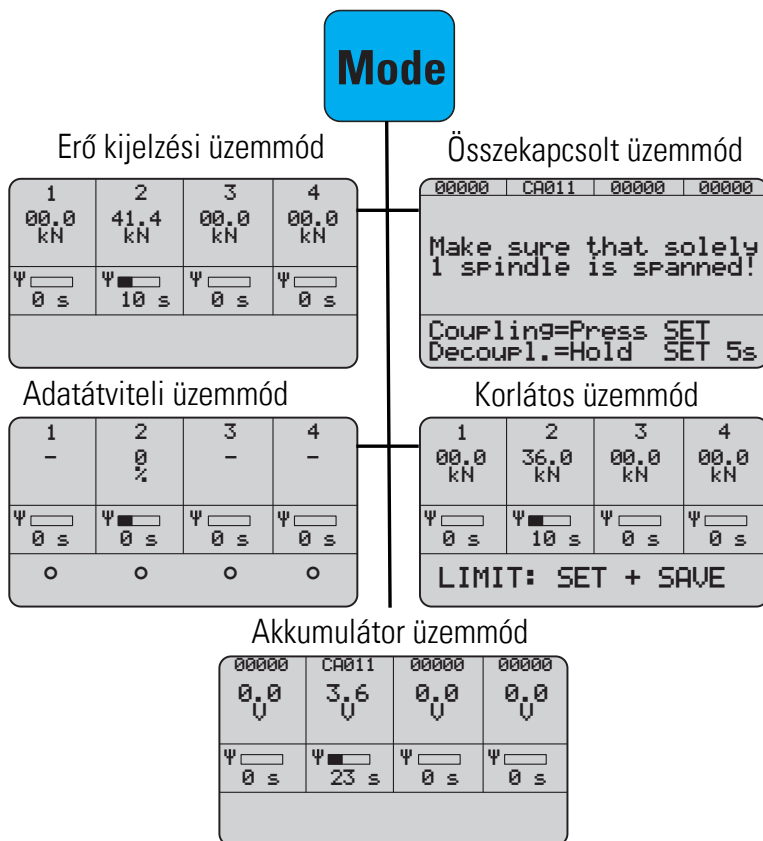 Mode
Erő kijelzési üzemmód
1 2 3 4
00.0 41.4 00.0 00.0
kN kN kN kN
0 s 10 s 0 s 0 s
Összekapcsolt üzemmód
00000 CA011 00000 00000
Make sure that solely
1 spindle is spanned!
Coupling=Press SET
Decoupl.=Hold SET 5s
Adatátviteli üzemmód
1 2 3 4
- 0 - -
%
0 s 0 s 0 s 0 s
Korlátos üzemmód
1 2 3 4
00.0 36.0 00.0 00.0
kN kN kN kN
0 s 10 s 0 s 0 s
LIMIT: SET + SAVE
Akkumulátor üzemmód
00000 CA011 00000 00000
0.0 3.6 0.0 0.0
V V V V
0 s 23 s 0 s 0 s